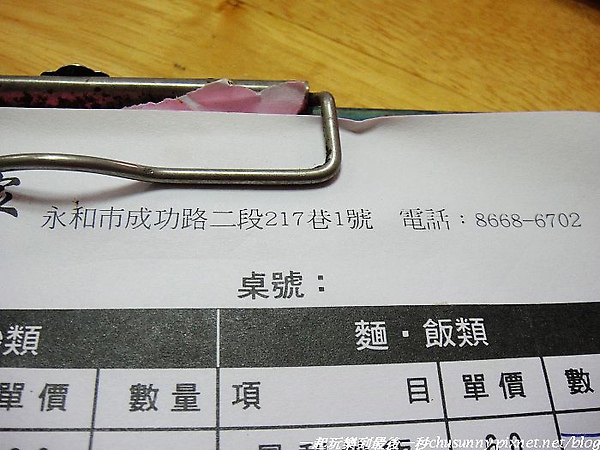 永和市成功路二段217巷1號 電話：8668-6702
桌號：
類 麵‧飯類
單價 數量 項 目 單價 數
一起玩樂到最後一秒chusunny.pixnet.net/blog